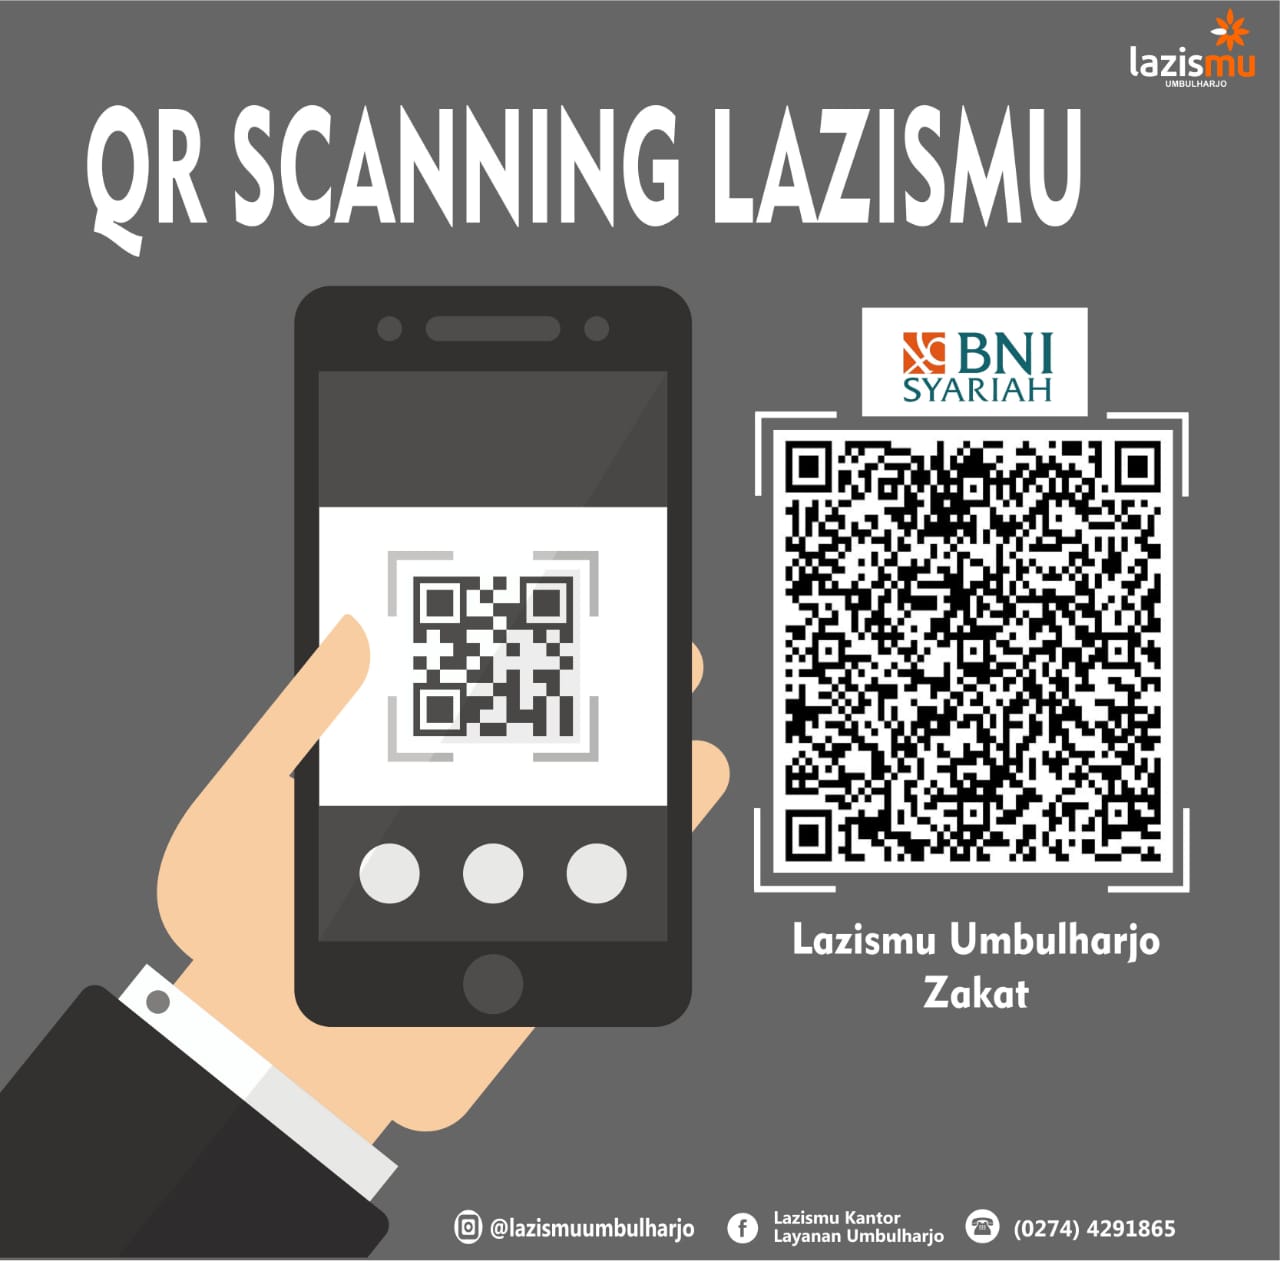 lazismu
UMBULHARJO
QR SCANNING LAZISMU
BNI
SYARIAH
Lazismu Umbulharjo
Zakat
@lazismuumbulharjo
Lazismu Kantor
Layanan Umbulharjo
(0274) 4291865